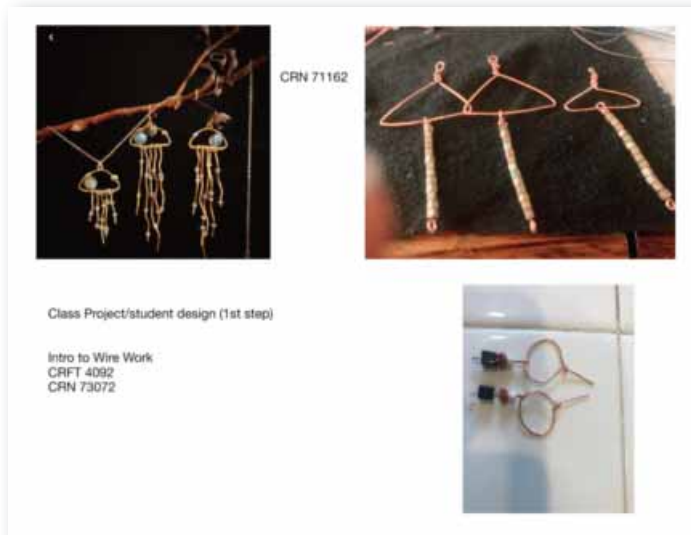 CRN 71162
Class Project/student design (1st step)
Intro to Wire Work
CRFT 4092
CRN 73072